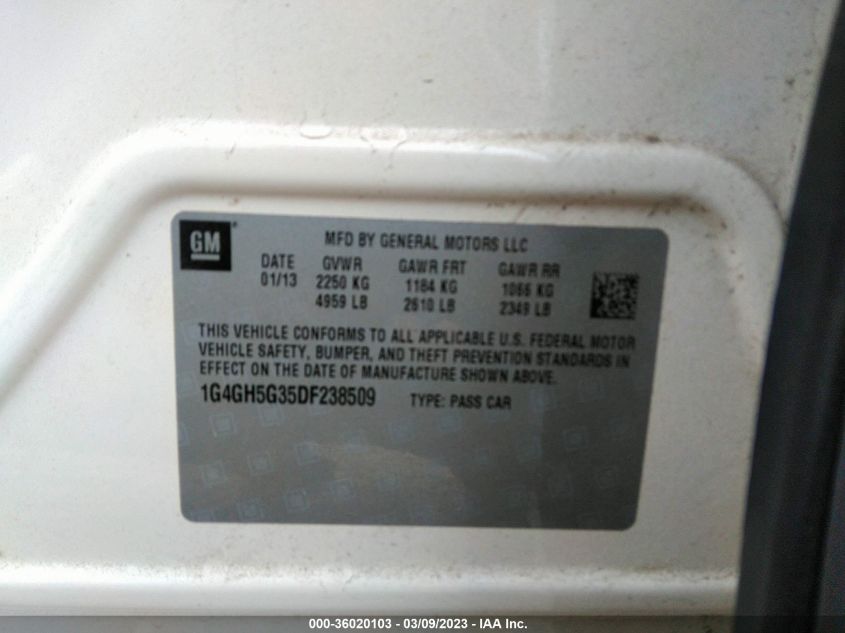 GM
MFD BY GENERAL MOTORS LLC
DATE GVWR GAWR FRT GAWR RR
01/13 2250 KG 1184 KG 1066 KG
4959 LB 2610 LB 2349 LB
THIS VEHICLE CONFORMS TO ALL APPLICABLE U.S. FEDERAL MOTOR
VEHICLE SAFETY, BUMPER, AND THEFT PREVENTION STANDARDS IN
EFFECT ON THE DATE OF MANUFACTURE SHOWN ABOVE.
1G4GH5G35DF238509 TYPE: PASS CAR
000-36020103 - 03/09/2023 - IAA Inc.